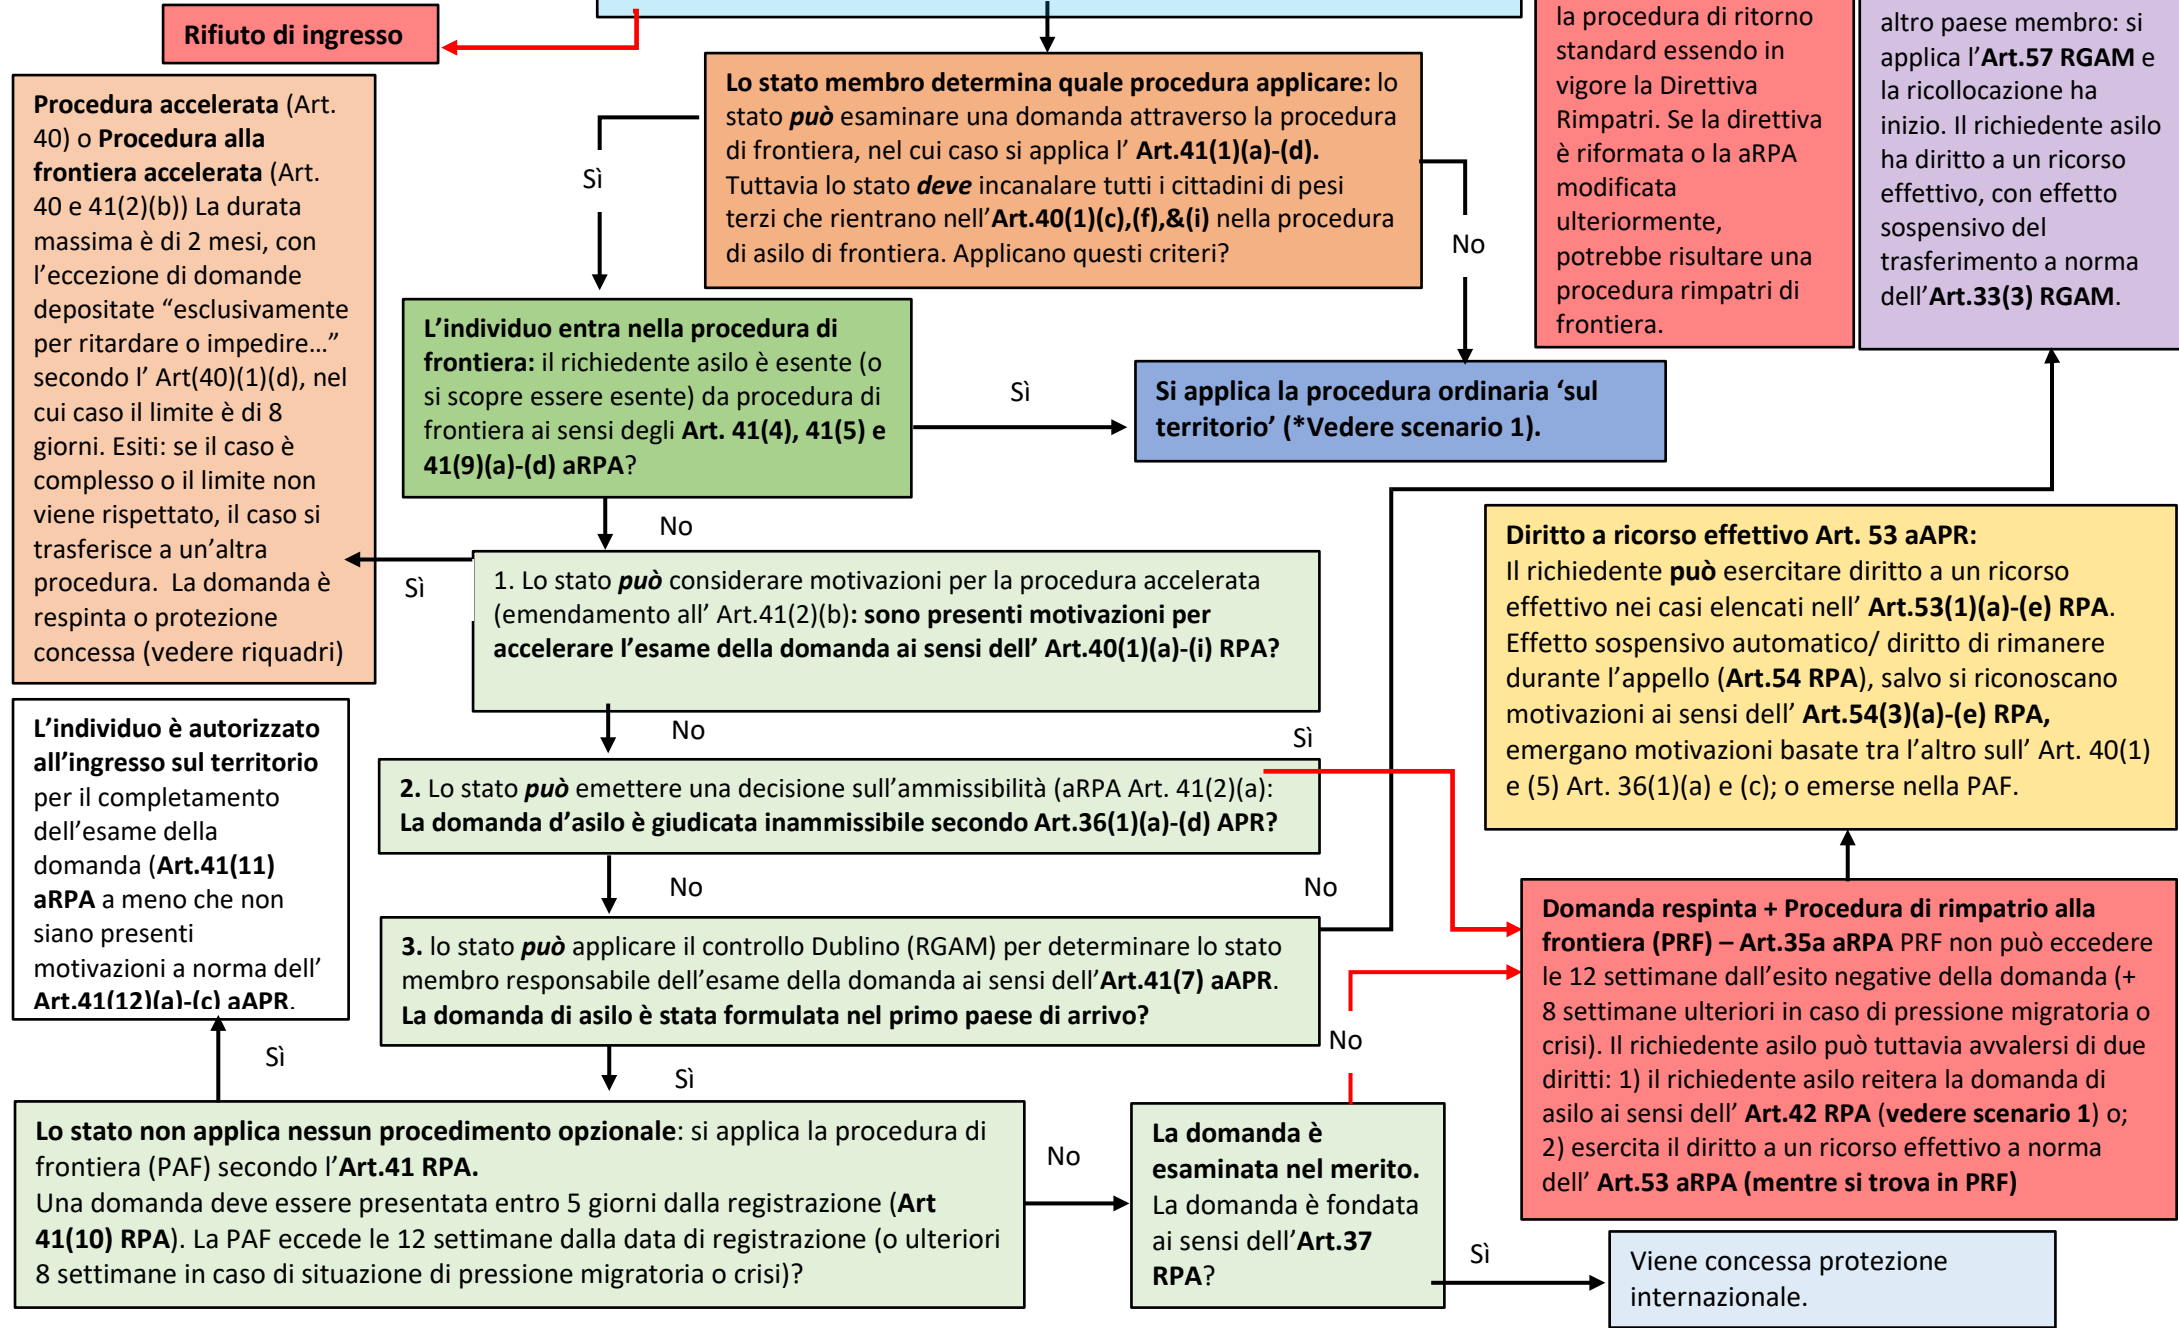 Rifiuto di ingresso
la procedura di ritorno
standard essendo in
vigore la Direttiva
Rimpatri. Se la direttiva
è riformata o la aRPA
modificata
ulteriormente,
potrebbe risultare una
procedura rimpatri di
frontiera.
altro paese membro: si
applica l’Art.57 RGAM e
la ricollocazione ha
inizio. Il richiedente asilo
ha diritto a un ricorso
effettivo, con effetto
sospensivo del
trasferimento a norma
dell’Art.33(3) RGAM.
Lo stato membro determina quale procedura applicare: lo
stato può esaminare una domanda attraverso la procedura
di frontiera, nel cui caso si applica l’ Art.41(1)(a)-(d).
Tuttavia lo stato deve incanalare tutti i cittadini di pesi
terzi che rientrano nell’Art.40(1)(c),(f),&(i) nella procedura
di asilo di frontiera. Applicano questi criteri?
Sì
No
Procedura accelerata (Art.
40) o Procedura alla
frontiera accelerata (Art.
40 e 41(2)(b)) La durata
massima è di 2 mesi, con
l’eccezione di domande
depositate “esclusivamente
per ritardare o impedire…”
secondo l’ Art(40)(1)(d), nel
cui caso il limite è di 8
giorni. Esiti: se il caso è
complesso o il limite non
viene rispettato, il caso si
trasferisce a un’altra
procedura. La domanda è
respinta o protezione
concessa (vedere riquadri)
L’individuo entra nella procedura di
frontiera: il richiedente asilo è esente (o
si scopre essere esente) da procedura di
frontiera ai sensi degli Art. 41(4), 41(5) e
41(9)(a)-(d) aRPA?
Sì
Si applica la procedura ordinaria ‘sul
territorio’ (*Vedere scenario 1).
No
Sì
1. Lo stato può considerare motivazioni per la procedura accelerata
(emendamento all’ Art.41(2)(b): sono presenti motivazioni per
accelerare l’esame della domanda ai sensi dell’ Art.40(1)(a)-(i) RPA?
Diritto a ricorso effettivo Art. 53 aAPR:
Il richiedente può esercitare diritto a un ricorso
effettivo nei casi elencati nell’ Art.53(1)(a)-(e) RPA.
Effetto sospensivo automatico/ diritto di rimanere
durante l’appello (Art.54 RPA), salvo si riconoscano
motivazioni ai sensi dell’ Art.54(3)(a)-(e) RPA,
emergano motivazioni basate tra l’altro sull’ Art. 40(1)
e (5) Art. 36(1)(a) e (c); o emerse nella PAF.
No
Sì
2. Lo stato può emettere una decisione sull’ammissibilità (aRPA Art. 41(2)(a):
La domanda d’asilo è giudicata inammissibile secondo Art.36(1)(a)-(d) APR?
L’individuo è autorizzato
all’ingresso sul territorio
per il completamento
dell’esame della
domanda (Art.41(11)
aRPA a meno che non
siano presenti
motivazioni a norma dell’
Art.41(12)(a)-(c) aAPR.
No
No
3. lo stato può applicare il controllo Dublino (RGAM) per determinare lo stato
membro responsabile dell’esame della domanda ai sensi dell’Art.41(7) aAPR.
La domanda di asilo è stata formulata nel primo paese di arrivo?
Domanda respinta + Procedura di rimpatrio alla
frontiera (PRF) – Art.35a aRPA PRF non può eccedere
le 12 settimane dall’esito negative della domanda (+
8 settimane ulteriori in caso di pressione migratoria o
crisi). Il richiedente asilo può tuttavia avvalersi di due
diritti: 1) il richiedente asilo reitera la domanda di
asilo ai sensi dell’ Art.42 RPA (vedere scenario 1) o;
2) esercita il diritto a un ricorso effettivo a norma
dell’ Art.53 aRPA (mentre si trova in PRF)
Sì
Sì
No
Lo stato non applica nessun procedimento opzionale: si applica la procedura di
frontiera (PAF) secondo l’Art.41 RPA.
Una domanda deve essere presentata entro 5 giorni dalla registrazione (Art
41(10) RPA). La PAF eccede le 12 settimane dalla data di registrazione (o ulteriori
8 settimane in caso di situazione di pressione migratoria o crisi)?
No
La domanda è
esaminata nel merito.
La domanda è fondata
ai sensi dell’Art.37
RPA?
Sì
Viene concessa protezione
internazionale.